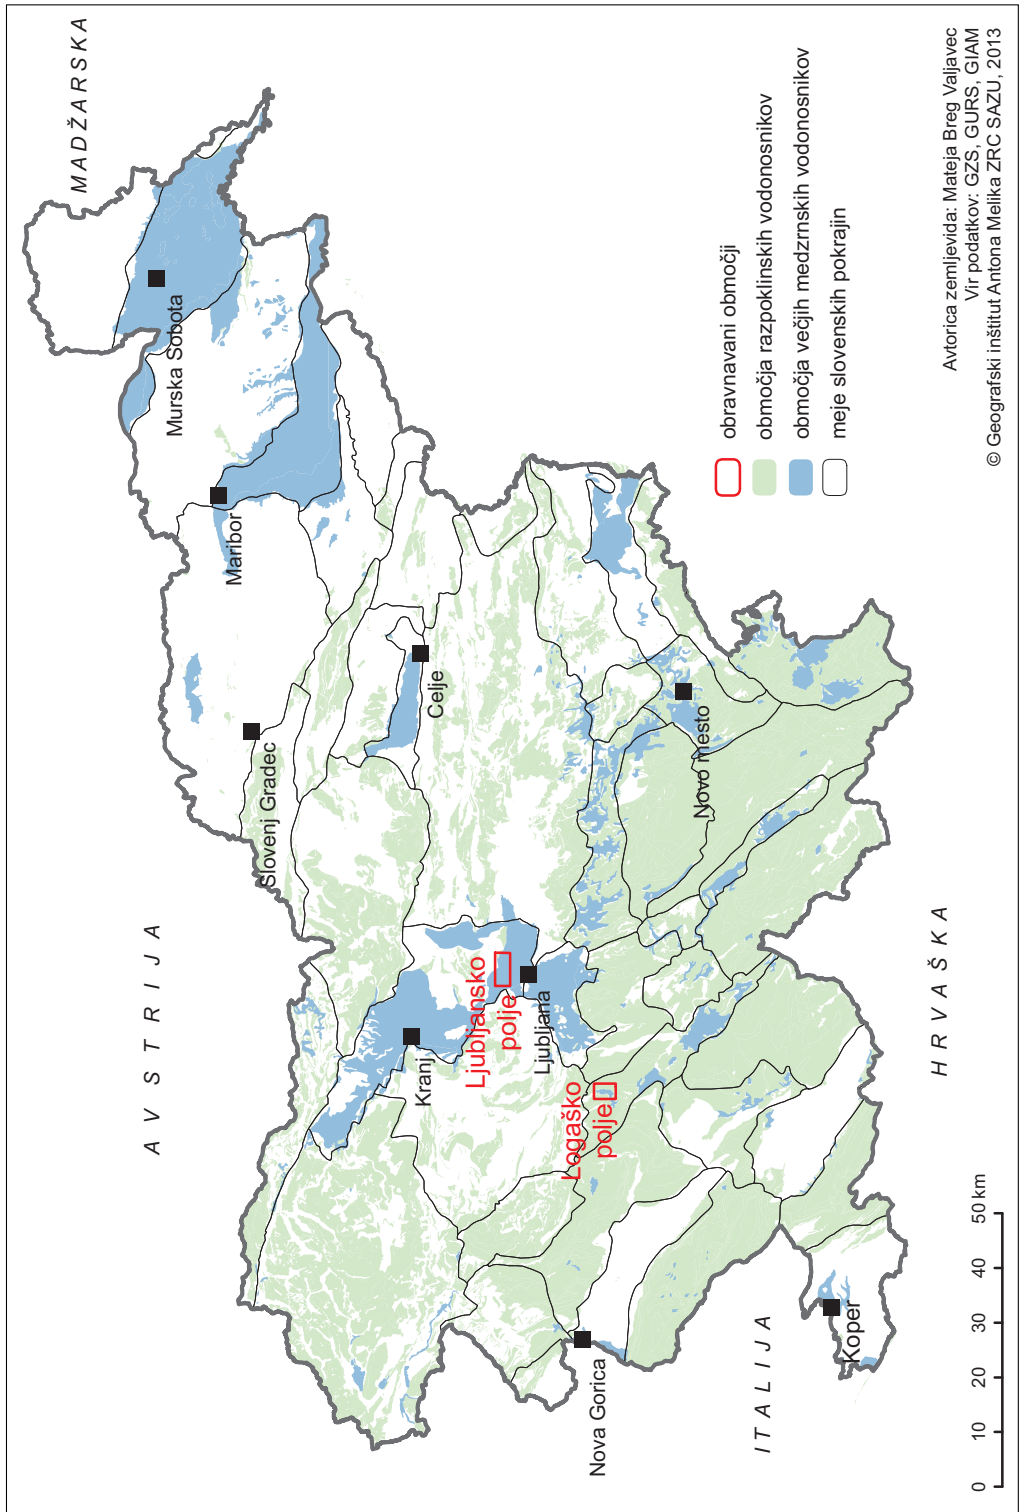 MADŽARSKA
AVSTRIJA
Murska Sobota
Maribor
Slovenj Gradec
Celje
Kranj
Ljubljansko
polje
Ljubljana
Logaško
polje
Novo mesto
Nova Gorica
Koper
ITALIJA
HRVAŠKA
obravnavani območji
območja razpoklinskih vodonosnikov
območja večjih medzrnskih vodonosnikov
meje slovenskih pokrajin
0 10 20 30 40 50 km
Avtorica zemljevida: Mateja Breg Valjavec
Vir podatkov: GZS, GURS, GIAM
© Geografski inštitut Antona Melika ZRC SAZU, 2013